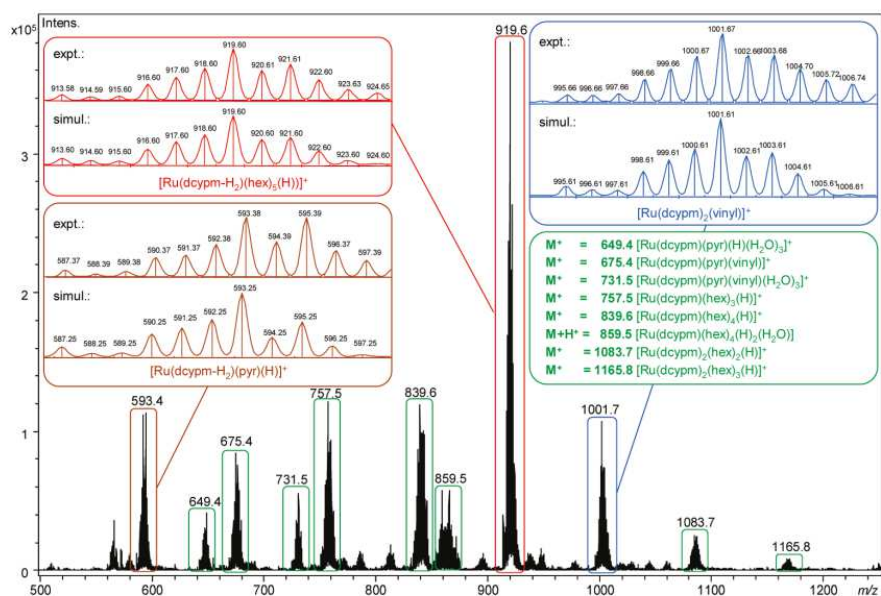 Intens.
x10⁵
3
2
1
0
500
600
700
800
900
1000
1100
1200
m/z
expt.:
913.58 914.59 915.60 916.60 917.60 918.60 919.60 920.61 921.61 922.60 923.63 924.65
simul.:
913.60 914.60 915.60 916.60 917.60 918.60 919.60 920.60 921.60 922.60 923.60 924.60
[Ru(dcypm-H₂)(hex)₅(H))]⁺
expt.:
587.37 588.39 589.38 590.37 591.37 592.38 593.38 594.39 595.39 596.37 597.39
simul.:
587.25 588.25 589.25 590.25 591.25 592.25 593.25 594.25 595.25 596.25 597.25
[Ru(dcypm-H₂)(pyr)(H)]⁺
expt.:
995.66 996.66 997.66 998.66 999.66 1000.67 1001.67 1002.66 1003.66 1004.70 1005.72 1006.74
simul.:
995.61 996.61 997.61 998.61 999.61 1000.61 1001.61 1002.61 1003.61 1004.61 1005.61 1006.61
[Ru(dcypm)₂(vinyl)]⁺
M⁺ = 649.4 [Ru(dcypm)(pyr)(H)(H₂O)₃]⁺
M⁺ = 675.4 [Ru(dcypm)(pyr)(vinyl)]⁺
M⁺ = 731.5 [Ru(dcypm)(pyr)(vinyl)(H₂O)₃]⁺
M⁺ = 757.5 [Ru(dcypm)(hex)₃(H)]⁺
M⁺ = 839.6 [Ru(dcypm)(hex)₄(H)]⁺
M+H⁺ = 859.5 [Ru(dcypm)(hex)₄(H)₂(H₂O)]
M⁺ = 1083.7 [Ru(dcypm)₂(hex)₂(H)]⁺
M⁺ = 1165.8 [Ru(dcypm)₂(hex)₃(H)]⁺
593.4
649.4
675.4
731.5
757.5
839.6
859.5
919.6
1001.7
1083.7
1165.8